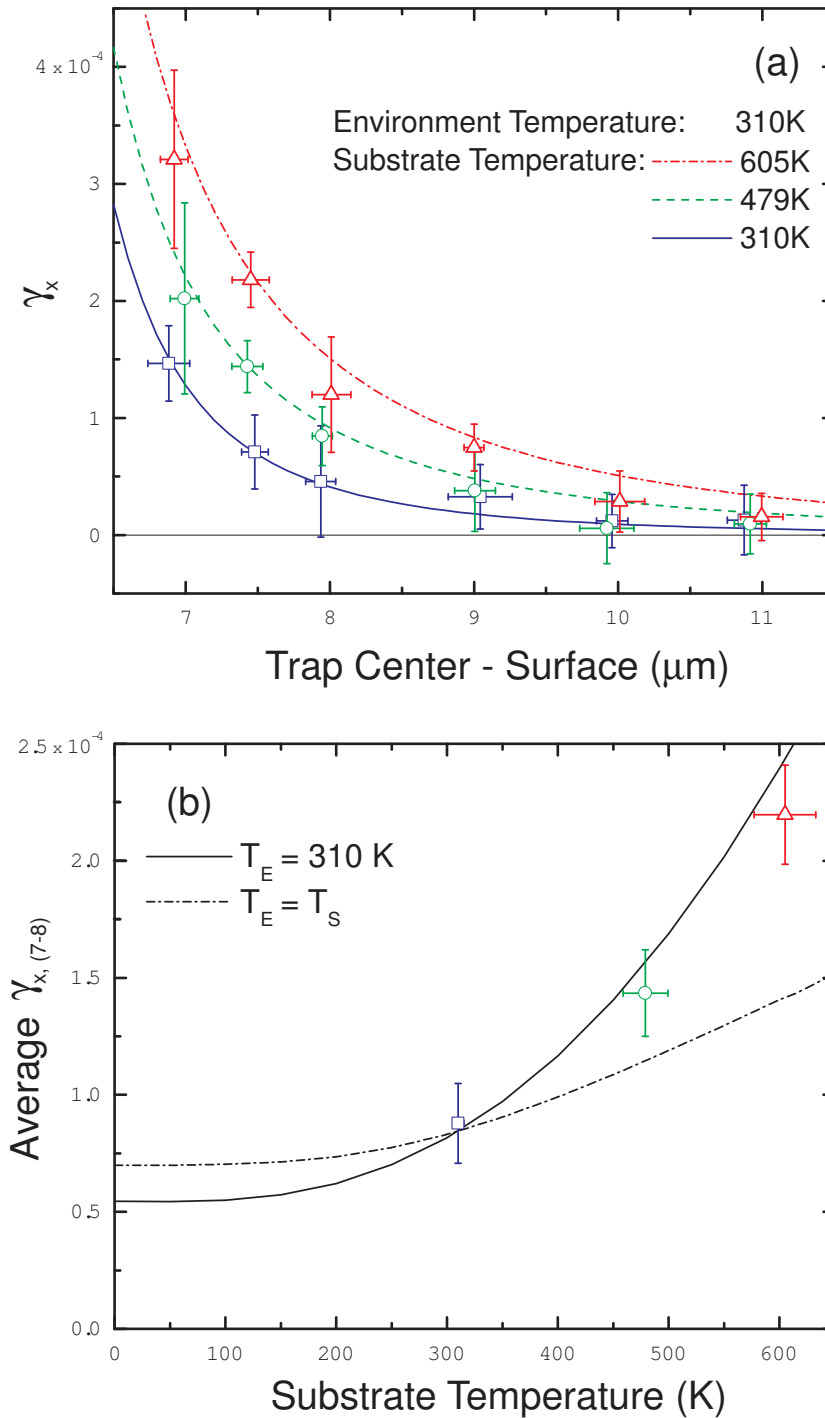 (a)
4 x 10⁻⁴
3
2
1
0
γₓ
Environment Temperature: 310K
Substrate Temperature: 605K
479K
310K
7 8 9 10 11
Trap Center - Surface (μm)
(b)
2.5 x 10⁻⁴
2.0
1.5
1.0
0.5
0.0
Average γx, (7-8)
T_E = 310 K
T_E = T_S
0 100 200 300 400 500 600
Substrate Temperature (K)